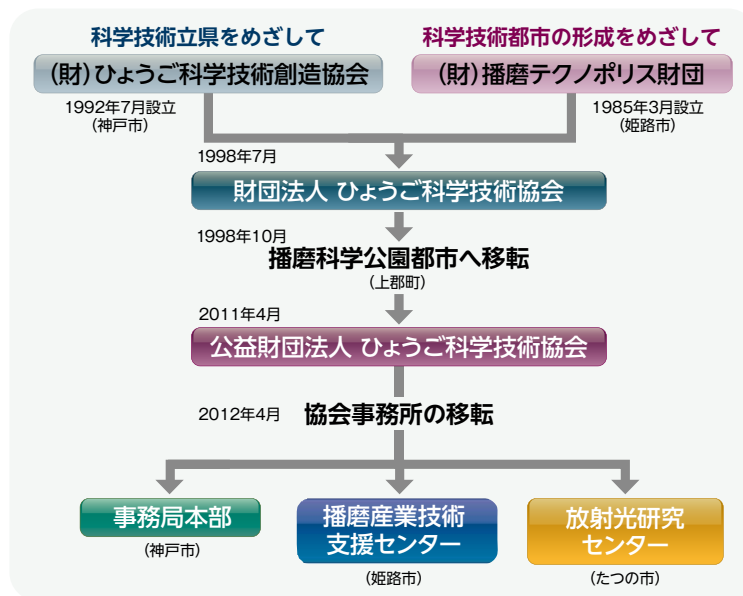 科学技術立県をめざして
科学技術都市の形成をめざして
(財)ひょうご科学技術創造協会
(財)播磨テクノポリス財団
1992年7月設立
(神戸市)
1985年3月設立
(姫路市)
1998年7月
財団法人 ひょうご科学技術協会
1998年10月
播磨科学公園都市へ移転
(上郡町)
2011年4月
公益財団法人 ひょうご科学技術協会
2012年4月
協会事務所の移転
事務局本部
(神戸市)
播磨産業技術
支援センター
(姫路市)
放射光研究
センター
(たつの市)